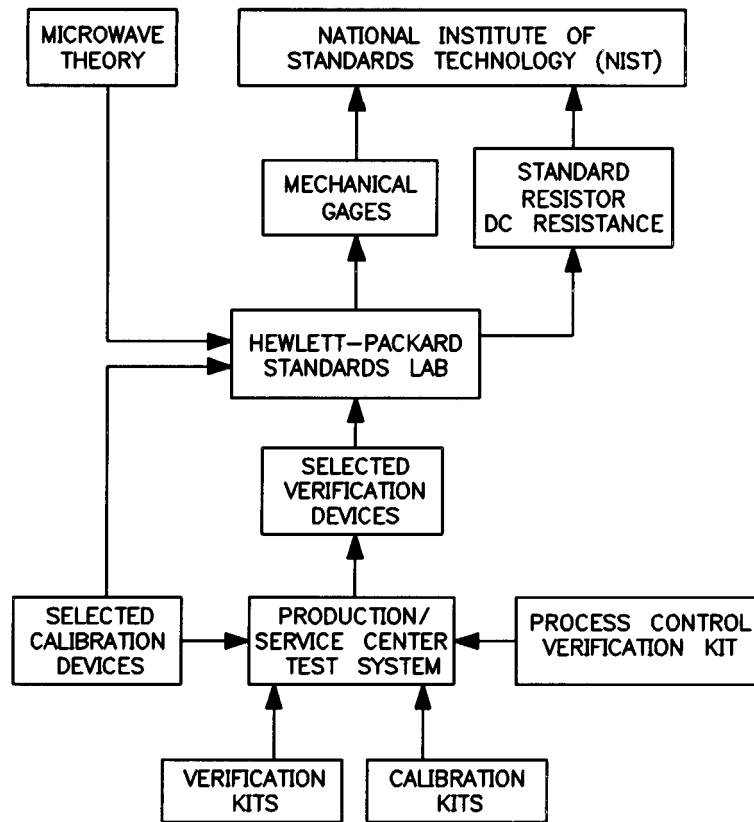 MICROWAVE
THEORY
NATIONAL INSTITUTE OF
STANDARDS TECHNOLOGY (NIST)
MECHANICAL
GAGES
STANDARD
RESISTOR
DC RESISTANCE
HEWLETT-PACKARD
STANDARDS LAB
SELECTED
VERIFICATION
DEVICES
SELECTED
CALIBRATION
DEVICES
PRODUCTION/
SERVICE CENTER
TEST SYSTEM
PROCESS CONTROL
VERIFICATION KIT
VERIFICATION
KITS
CALIBRATION
KITS